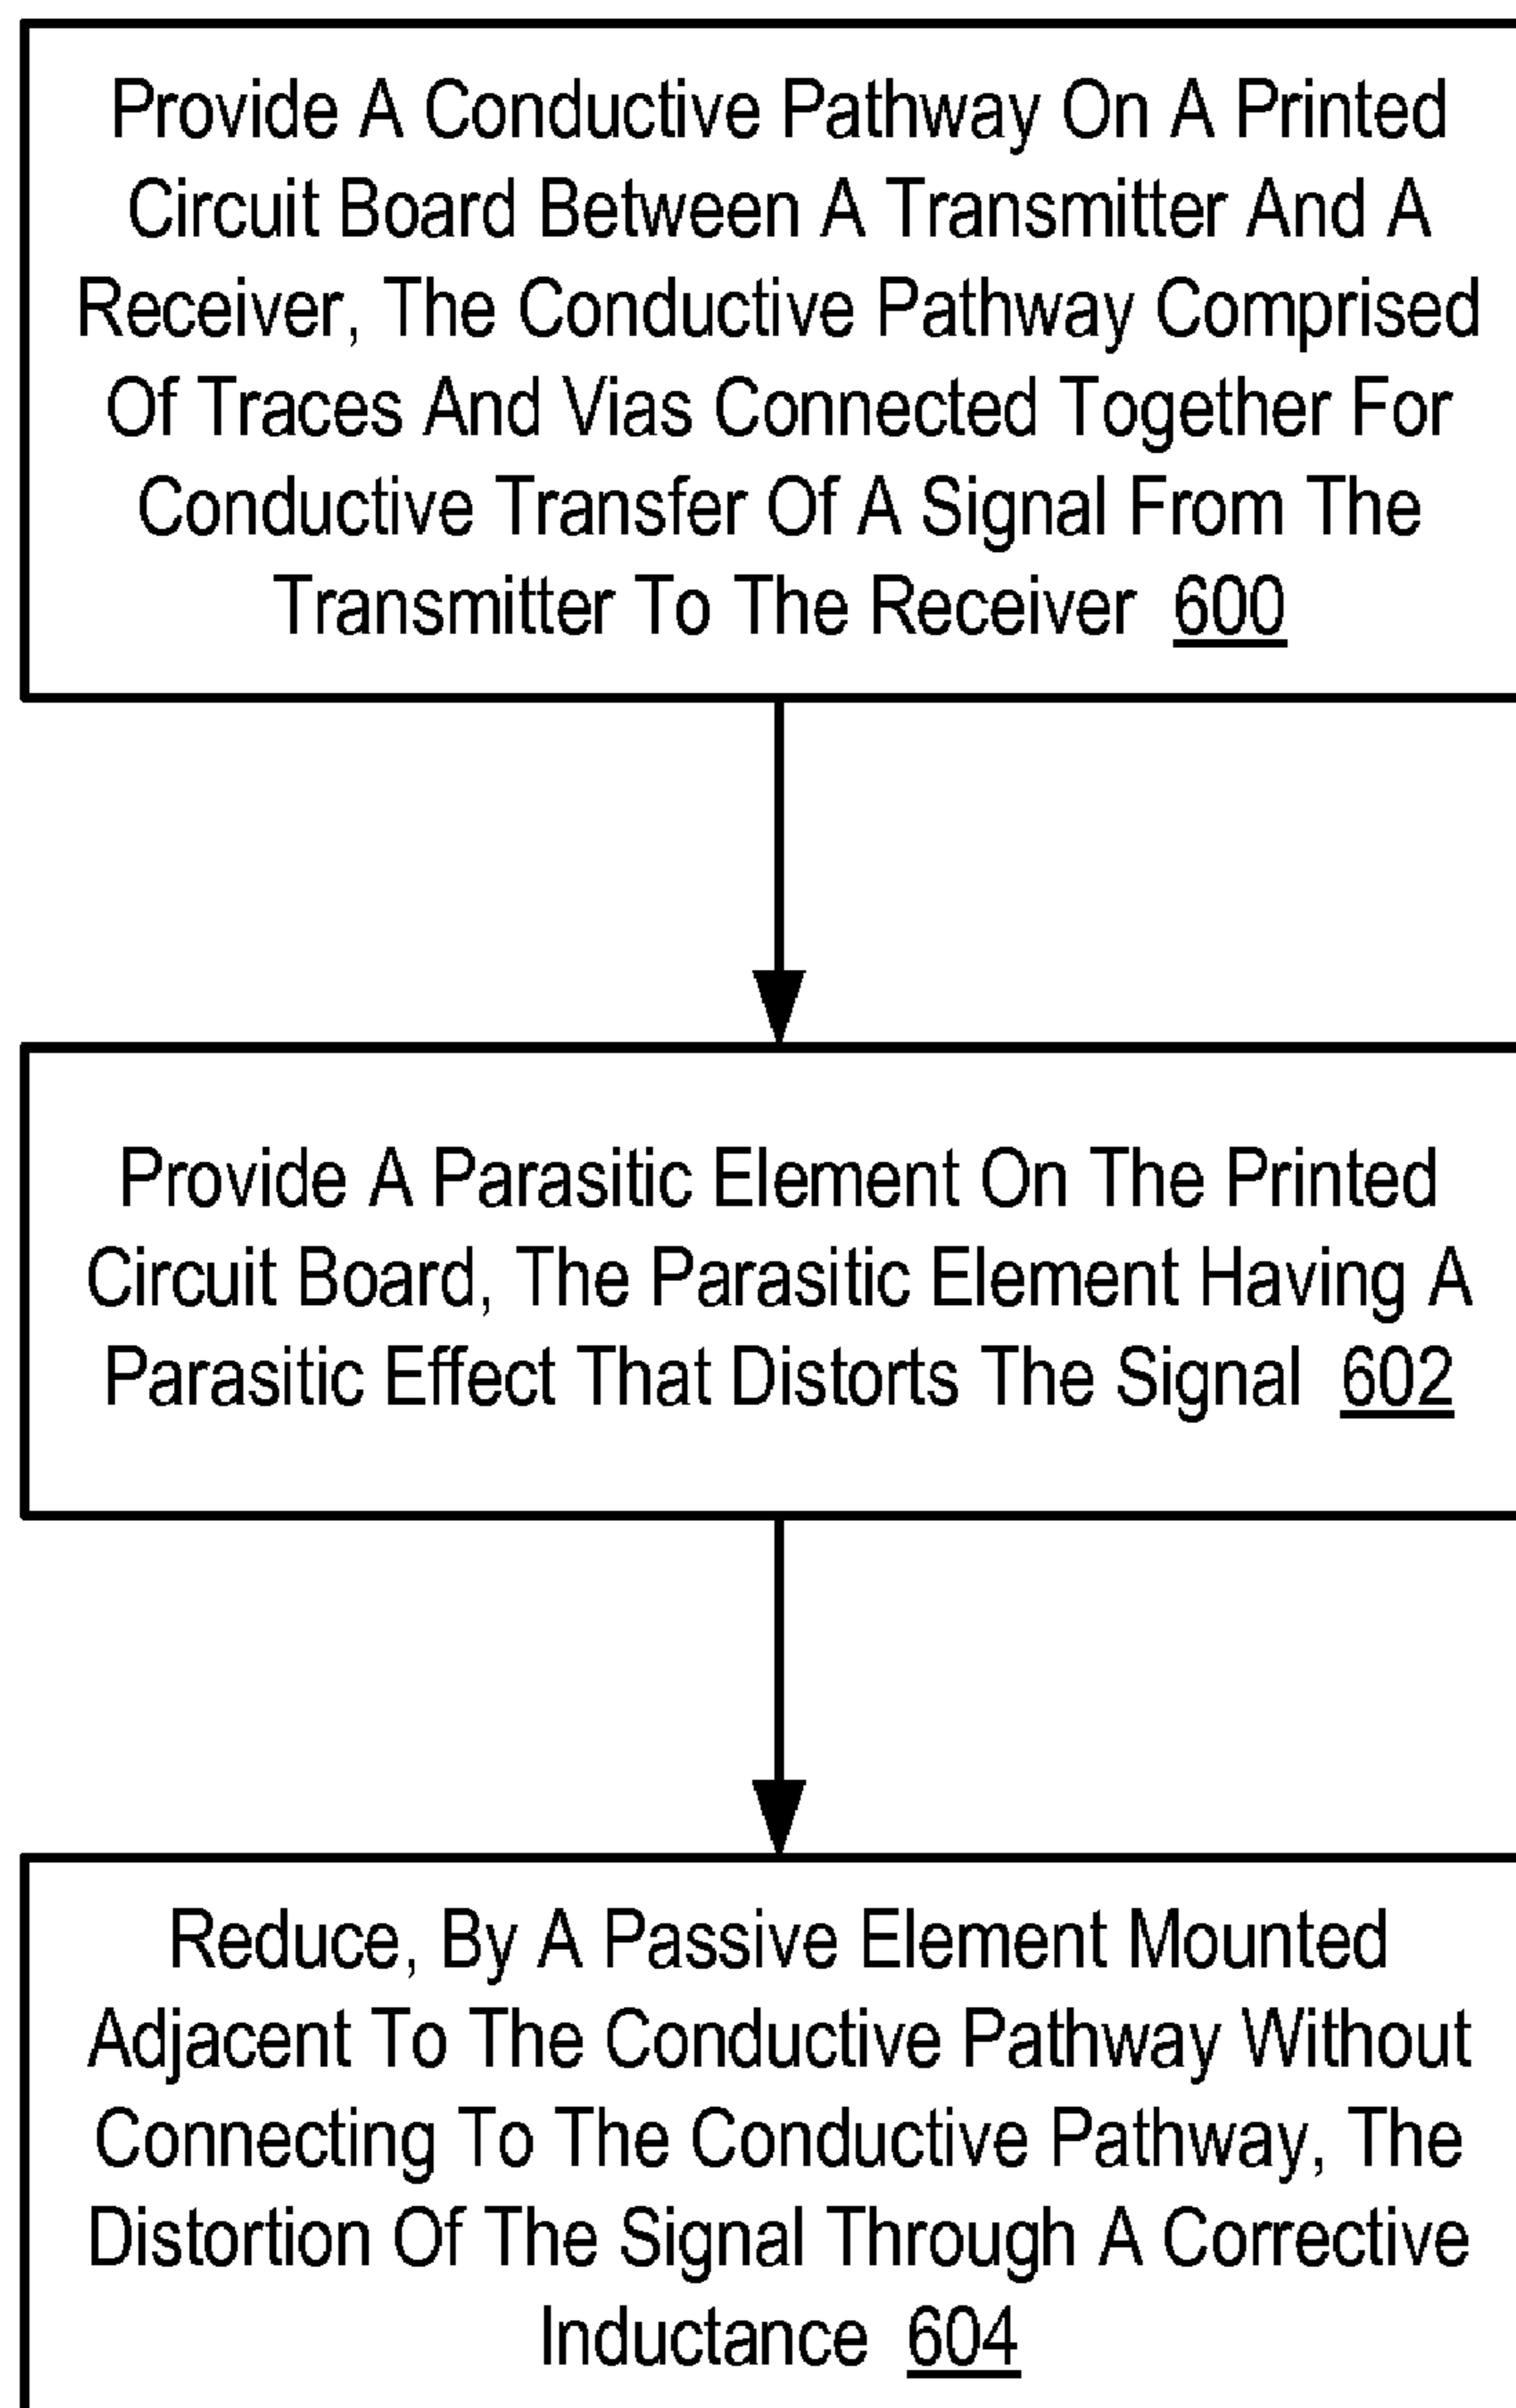 Provide A Conductive Pathway On A Printed
Circuit Board Between A Transmitter And A
Receiver, The Conductive Pathway Comprised
Of Traces And Vias Connected Together For
Conductive Transfer Of A Signal From The
Transmitter To The Receiver 600
Provide A Parasitic Element On The Printed
Circuit Board, The Parasitic Element Having A
Parasitic Effect That Distorts The Signal 602
Reduce, By A Passive Element Mounted
Adjacent To The Conductive Pathway Without
Connecting To The Conductive Pathway, The
Distortion Of The Signal Through A Corrective
Inductance 604